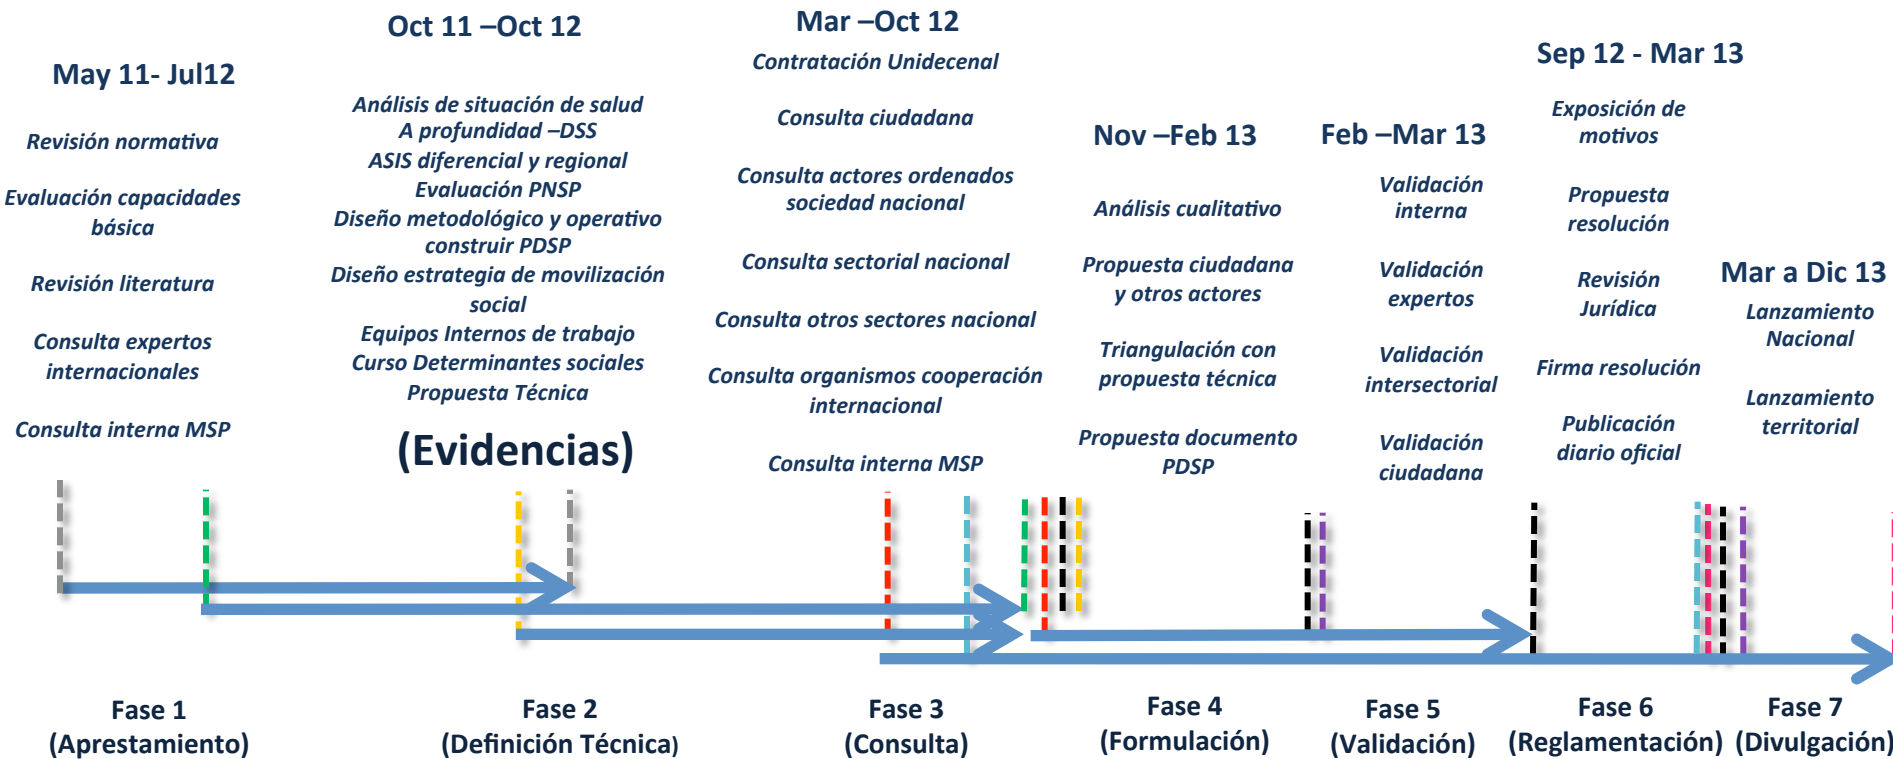 May 11- Jul12
Revisión normativa
Evaluación capacidades
básica
Revisión literatura
Consulta expertos
internacionales
Consulta interna MSP
Oct 11 –Oct 12
Análisis de situación de salud
A profundidad –DSS
ASIS diferencial y regional
Evaluación PNSP
Diseño metodológico y operativo
construir PDSP
Diseño estrategia de movilización
social
Equipos Internos de trabajo
Curso Determinantes sociales
Propuesta Técnica
(Evidencias)
Mar –Oct 12
Contratación Unidecenal
Consulta ciudadana
Consulta actores ordenados
sociedad nacional
Consulta sectorial nacional
Consulta otros sectores nacional
Consulta organismos cooperación
internacional
Consulta interna MSP
Nov –Feb 13
Análisis cualitativo
Propuesta ciudadana
y otros actores
Triangulación con
propuesta técnica
Propuesta documento
PDSP
Feb –Mar 13
Validación
interna
Validación
expertos
Validación
intersectorial
Validación
ciudadana
Sep 12 - Mar 13
Exposición de
motivos
Propuesta
resolución
Revisión
Jurídica
Firma resolución
Publicación
diario oficial
Mar a Dic 13
Lanzamiento
Nacional
Lanzamiento
territorial
Fase 1
(Aprestamiento)
Fase 2
(Definición Técnica)
Fase 3
(Consulta)
Fase 4
(Formulación)
Fase 5
(Validación)
Fase 6
(Reglamentación)
Fase 7
(Divulgación)